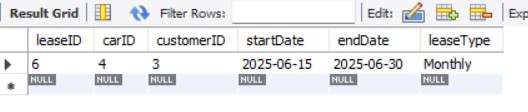 Result Grid Filter Rows: Edit: Exp
leaseID carID customerID startDate endDate leaseType
6 4 3 2025-06-15 2025-06-30 Monthly
NULL NULL NULL NULL NULL NULL